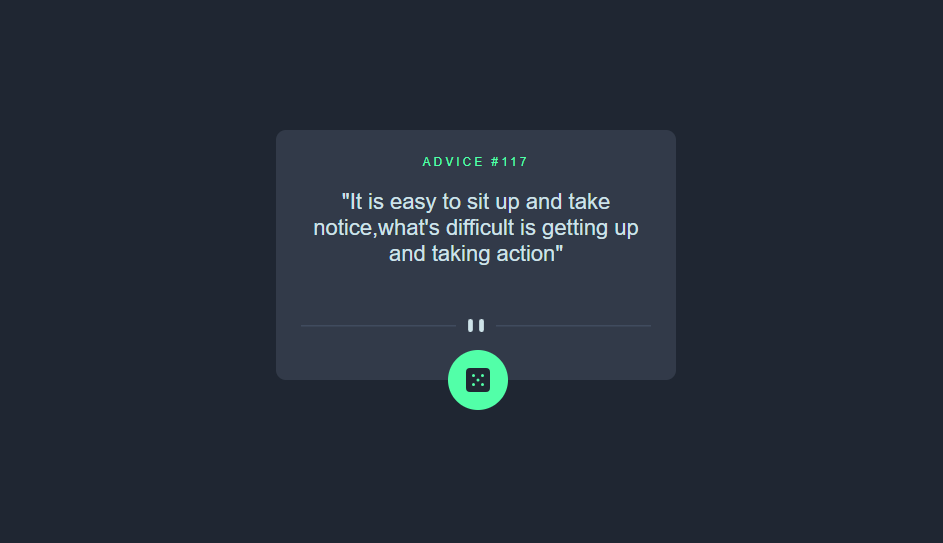 ADVICE #117
"It is easy to sit up and take
notice,what's difficult is getting up
and taking action"